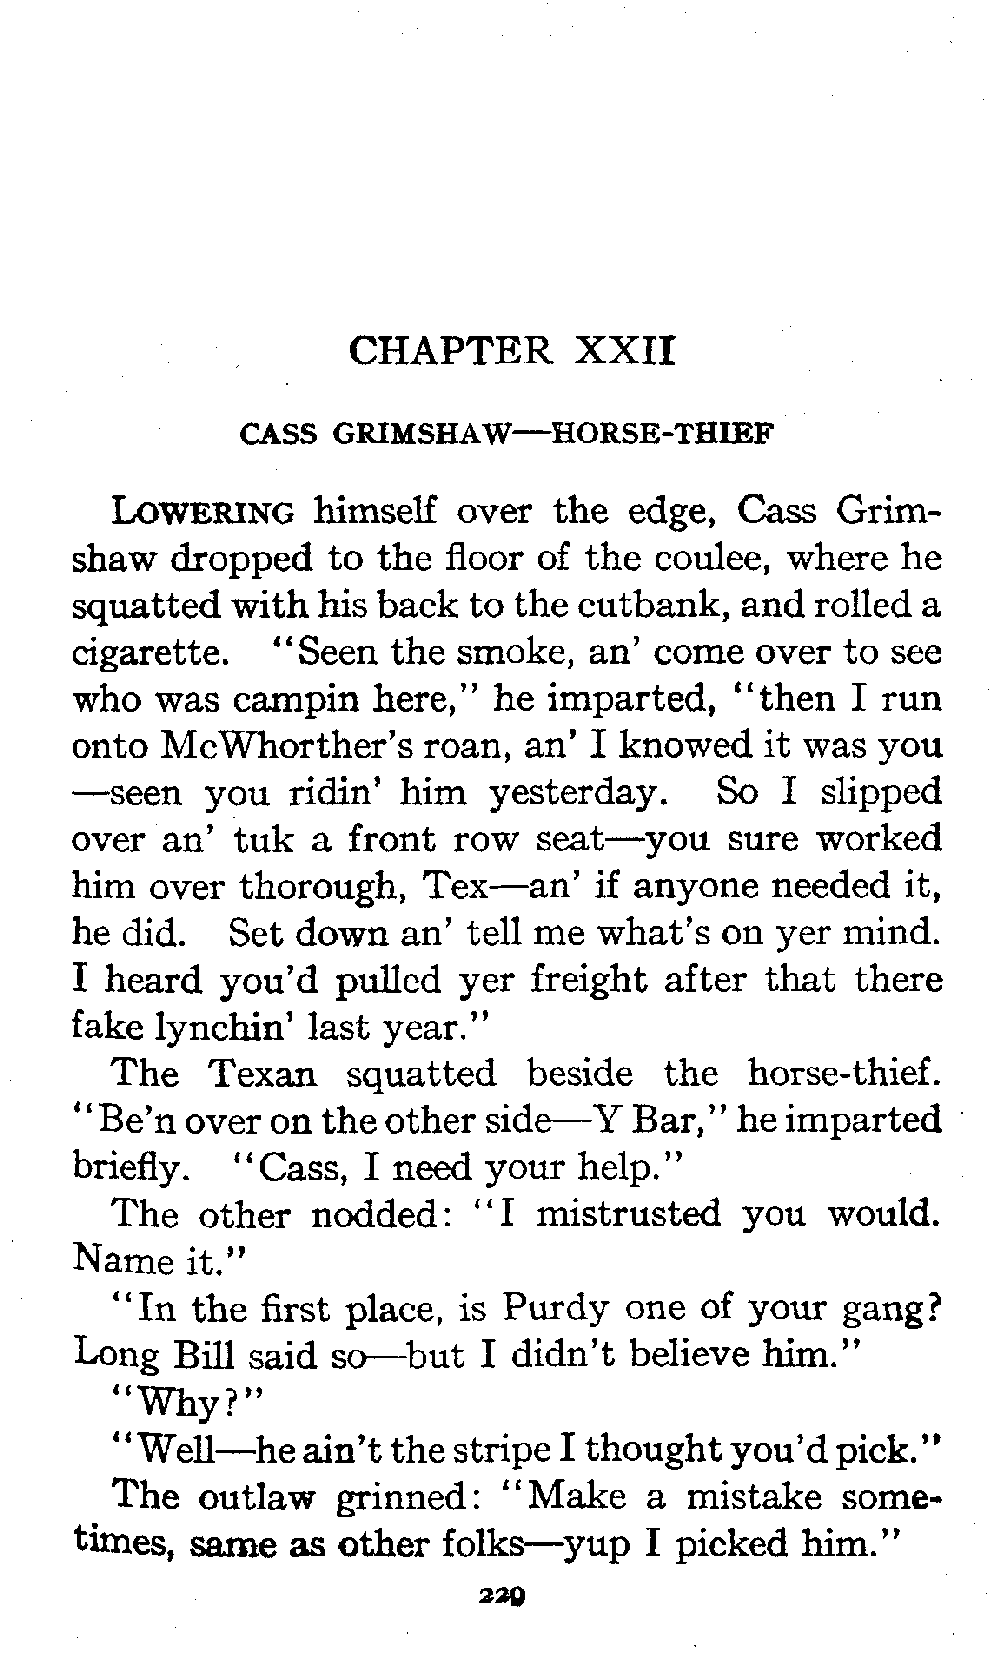 CHAPTER XXII
CASS GRIMSHAW—HORSE-THIEF
LOWERING himself over the edge, Cass Grim-
shaw dropped to the floor of the coulee, where he
squatted with his back to the cutbank, and rolled a
cigarette. "Seen the smoke, an' come over to see
who was campin here," he imparted, "then I run
onto McWhorther's roan, an' I knowed it was you
—seen you ridin' him yesterday. So I slipped
over an' tuk a front row seat—you sure worked
him over thorough, Tex—an' if anyone needed it,
he did. Set down an' tell me what's on yer mind.
I heard you'd pulled yer freight after that there
fake lynchin' last year."
The Texan squatted beside the horse-thief.
"Be'n over on the other side—Y Bar," he imparted
briefly. "Cass, I need your help."
The other nodded: "I mistrusted you would.
Name it."
"In the first place, is Purdy one of your gang?
Long Bill said so—but I didn't believe him."
"Why?"
"Well—he ain't the stripe I thought you'd pick."
The outlaw grinned: "Make a mistake some-
times, same as other folks—yup I picked him."
229